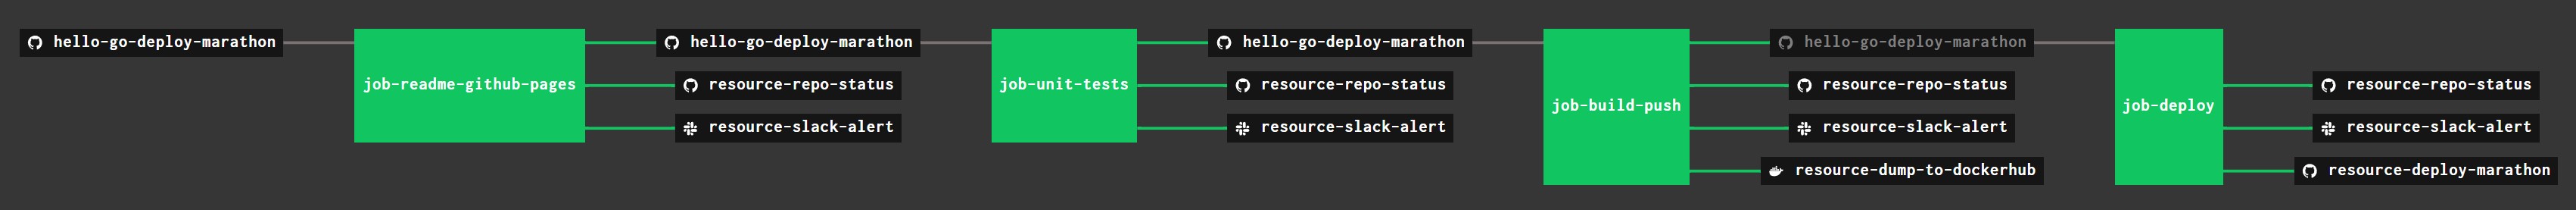 hello-go-deploy-marathon
job-readme-github-pages
hello-go-deploy-marathon
resource-repo-status
resource-slack-alert
job-unit-tests
hello-go-deploy-marathon
resource-repo-status
resource-slack-alert
job-build-push
hello-go-deploy-marathon
resource-repo-status
resource-slack-alert
resource-dump-to-dockerhub
job-deploy
resource-repo-status
resource-slack-alert
resource-deploy-marathon